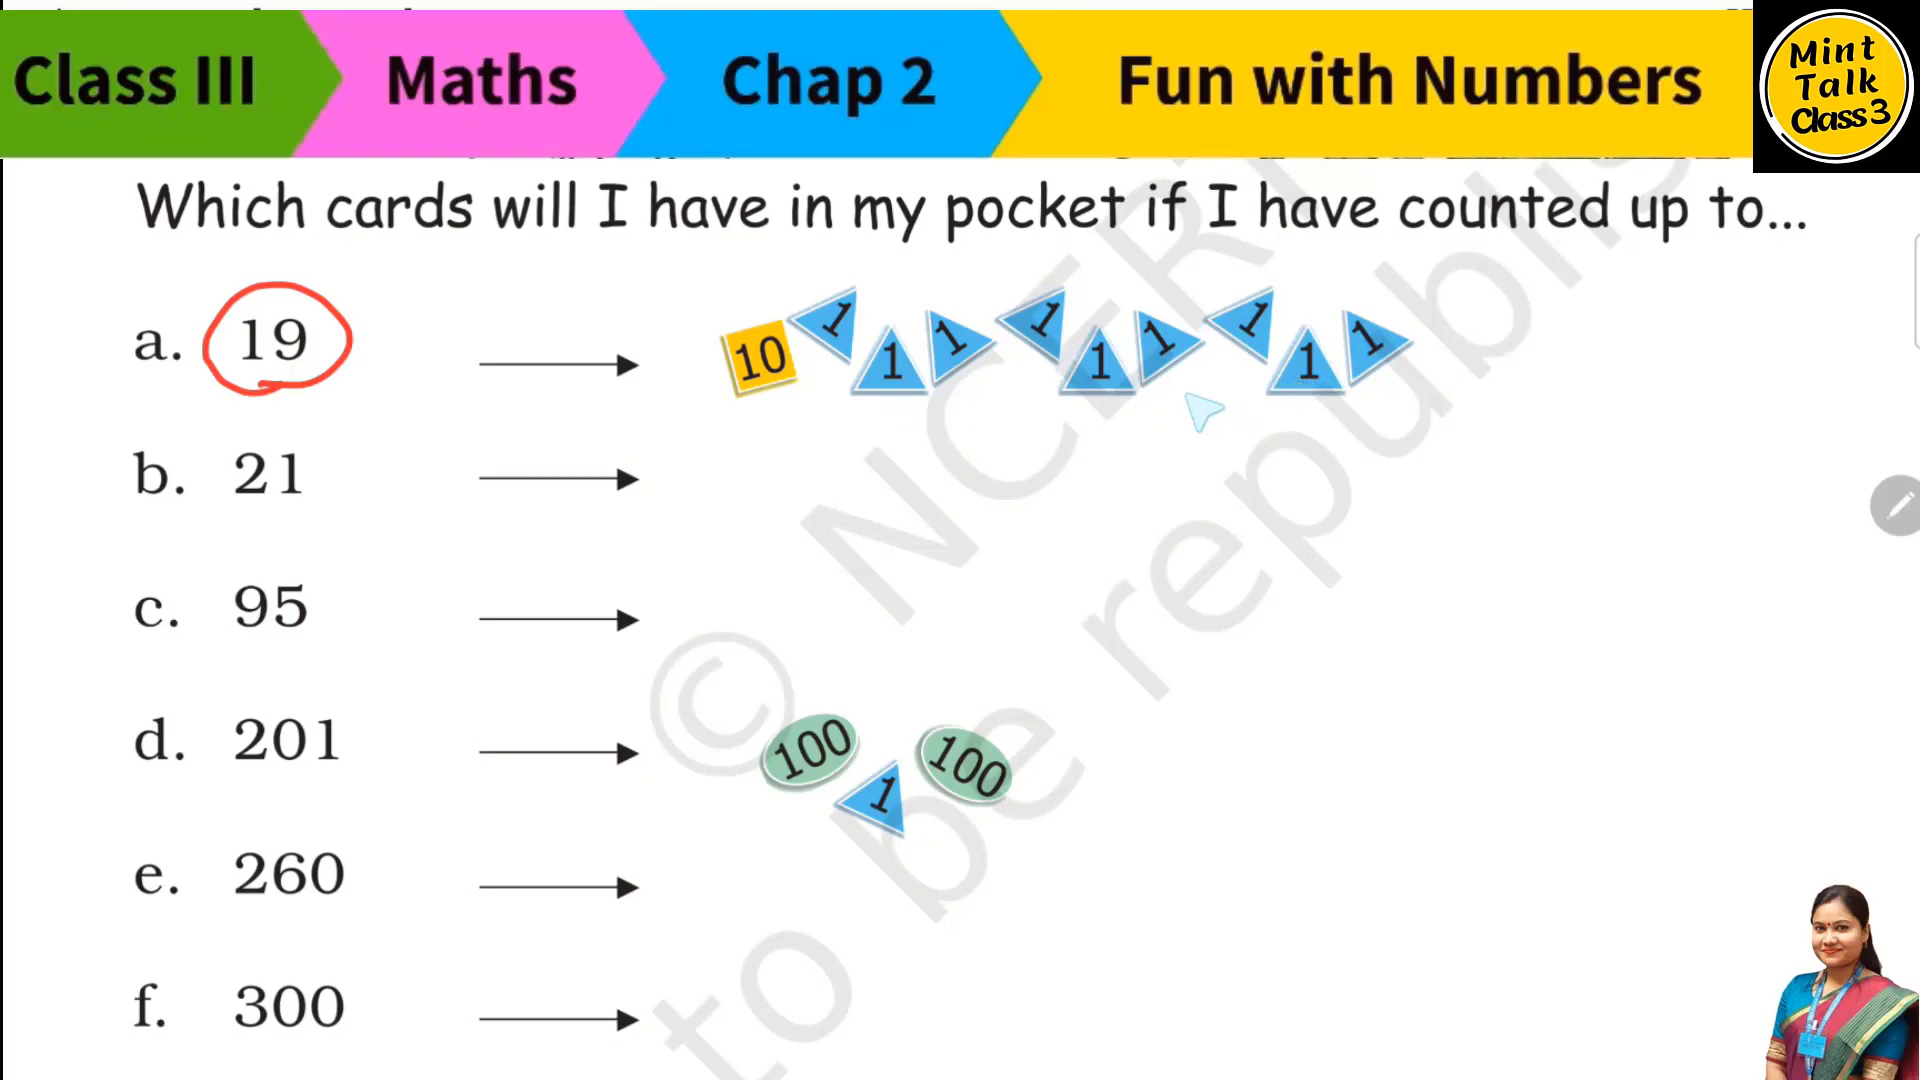 Class III Maths Chap 2 Fun with Numbers
Mint
Talk
Class 3
Which cards will I have in my pocket if I have counted up to...
a. 19 10 1 1 1 1 1 1 1 1 1
b. 21
c. 95
d. 201 100 1 100
e. 260
f. 300
© NCERT
to be republis